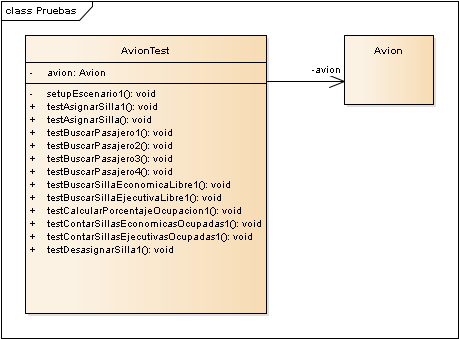 class Pruebas
AvionTest
- avion: Avion
- setupEscenario1(): void
+ testAsignarSilla1(): void
+ testAsignarSilla(): void
+ testBuscarPasajero1(): void
+ testBuscarPasajero2(): void
+ testBuscarPasajero3(): void
+ testBuscarPasajero4(): void
+ testBuscarSillaEconomicaLibre1(): void
+ testBuscarSillaEjecutivaLibre1(): void
+ testCalcularPorcentajeOcupacion1(): void
+ testContarSillasEconomicasOcupadas1(): void
+ testContarSillasEjecutivasOcupadas1(): void
+ testDesasignarSilla1(): void
-avion
Avion